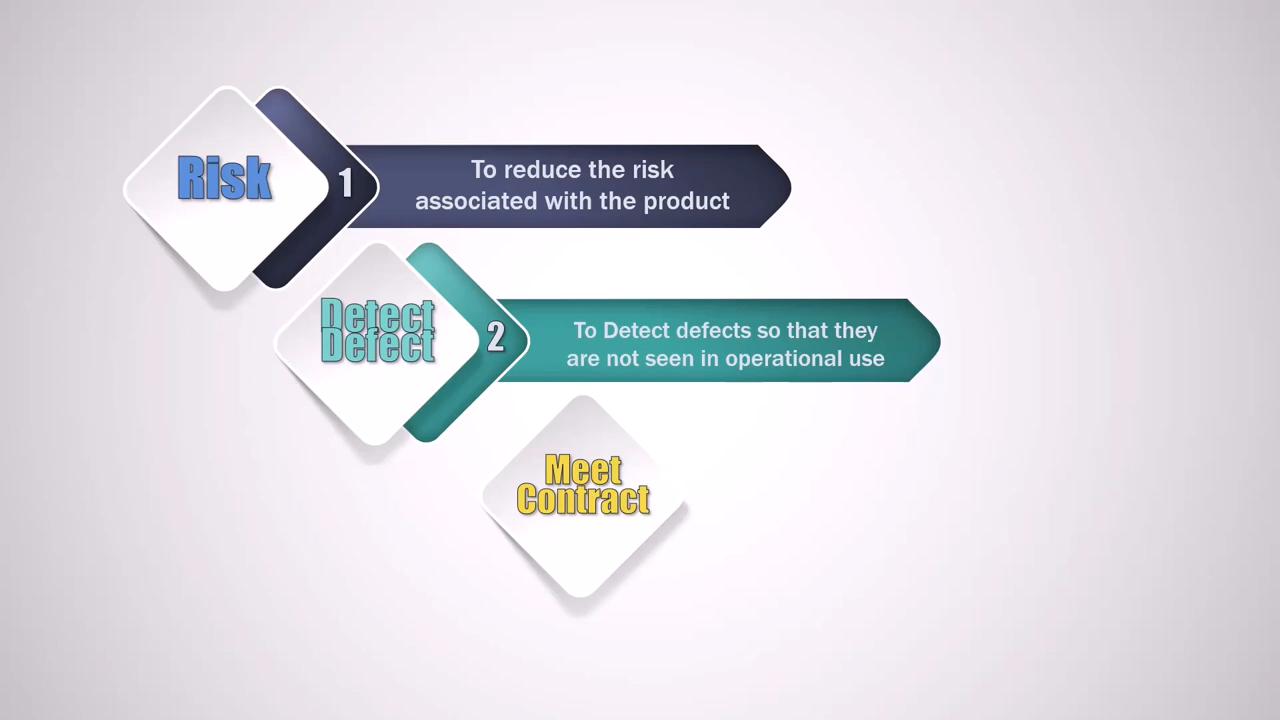 Risk
1
To reduce the risk
associated with the product
Detect
Defect
2
To Detect defects so that they
are not seen in operational use
Meet
Contract